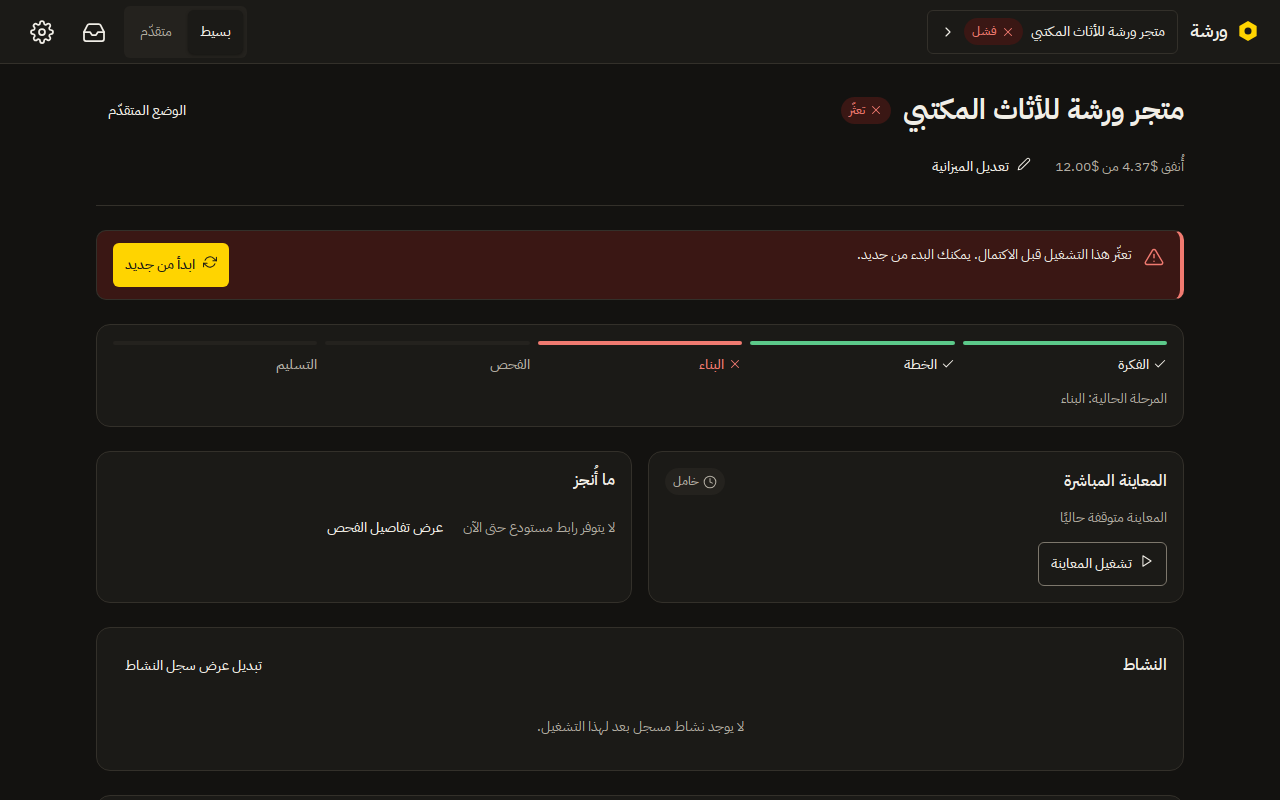 ورشة
متجر ورشة للأثاث المكتبي
فشل
بسيط
متقدّم
متجر ورشة للأثاث المكتبي
تعثّر
الوضع المتقدّم
أُنفق $4.37 من $12.00
تعديل الميزانية
تعثّر هذا التشغيل قبل الاكتمال. يمكنك البدء من جديد.
ابدأ من جديد
الفكرة
الخطة
البناء
الفحص
التسليم
المرحلة الحالية: البناء
المعاينة المباشرة
خامل
المعاينة متوقفة حاليًا
تشغيل المعاينة
ما أُنجز
لا يتوفر رابط مستودع حتى الآن
عرض تفاصيل الفحص
النشاط
تبديل عرض سجل النشاط
لا يوجد نشاط مسجل بعد لهذا التشغيل.